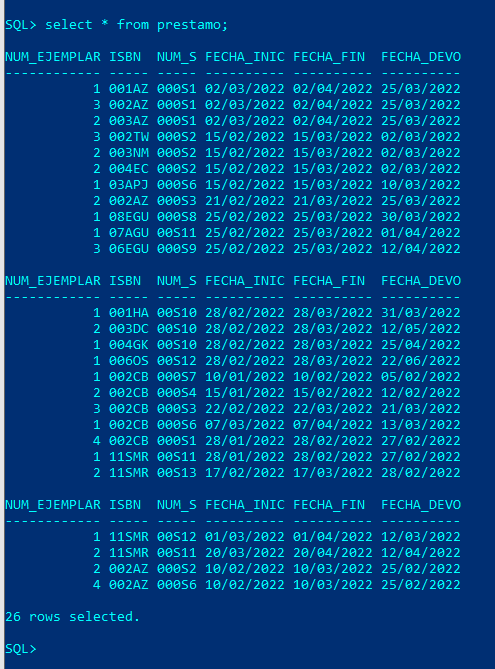 SQL> select * from prestamo;
NUM_EJEMPLAR ISBN  NUM_S FECHA_INIC FECHA_FIN  FECHA_DEVO
------------ ----- ----- ---------- ---------- ----------
1 001AZ 000S1 02/03/2022 02/04/2022 25/03/2022
3 002AZ 000S1 02/03/2022 02/04/2022 25/03/2022
2 003AZ 000S1 02/03/2022 02/04/2022 25/03/2022
3 002TW 000S2 15/02/2022 15/03/2022 02/03/2022
2 003NM 000S2 15/02/2022 15/03/2022 02/03/2022
2 004EC 000S2 15/02/2022 15/03/2022 02/03/2022
1 03APJ 000S6 15/02/2022 15/03/2022 10/03/2022
2 002AZ 000S3 21/02/2022 21/03/2022 25/03/2022
1 08EGU 000S8 25/02/2022 25/03/2022 30/03/2022
1 07AGU 00S11 25/02/2022 25/03/2022 01/04/2022
3 06EGU 000S9 25/02/2022 25/03/2022 12/04/2022
NUM_EJEMPLAR ISBN  NUM_S FECHA_INIC FECHA_FIN  FECHA_DEVO
------------ ----- ----- ---------- ---------- ----------
1 001HA 00S10 28/02/2022 28/03/2022 31/03/2022
2 003DC 00S10 28/02/2022 28/03/2022 12/05/2022
1 004GK 00S10 28/02/2022 28/03/2022 25/04/2022
1 006OS 00S12 28/02/2022 28/03/2022 22/06/2022
1 002CB 000S7 10/01/2022 10/02/2022 05/02/2022
2 002CB 000S4 15/01/2022 15/02/2022 12/02/2022
3 002CB 000S3 22/02/2022 22/03/2022 21/03/2022
1 002CB 000S6 07/03/2022 07/04/2022 13/03/2022
4 002CB 000S1 28/01/2022 28/02/2022 27/02/2022
1 11SMR 00S11 28/01/2022 28/02/2022 27/02/2022
2 11SMR 00S13 17/02/2022 17/03/2022 28/02/2022
NUM_EJEMPLAR ISBN  NUM_S FECHA_INIC FECHA_FIN  FECHA_DEVO
------------ ----- ----- ---------- ---------- ----------
1 11SMR 00S12 01/03/2022 01/04/2022 12/03/2022
2 11SMR 00S11 20/03/2022 20/04/2022 12/04/2022
2 002AZ 000S2 10/02/2022 10/03/2022 25/02/2022
4 002AZ 000S6 10/02/2022 10/03/2022 25/02/2022
26 rows selected.
SQL>